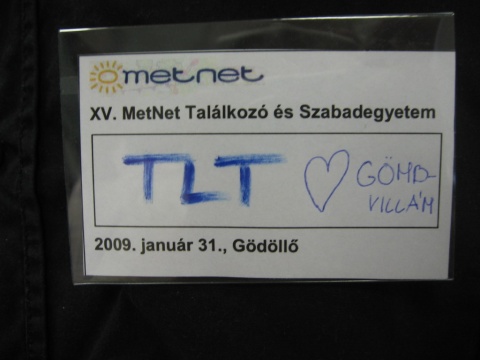 metnet
XV. MetNet Találkozó és Szabadegyetem
TLT
GÖMB-
VILLÁM
2009. január 31., Gödöllő